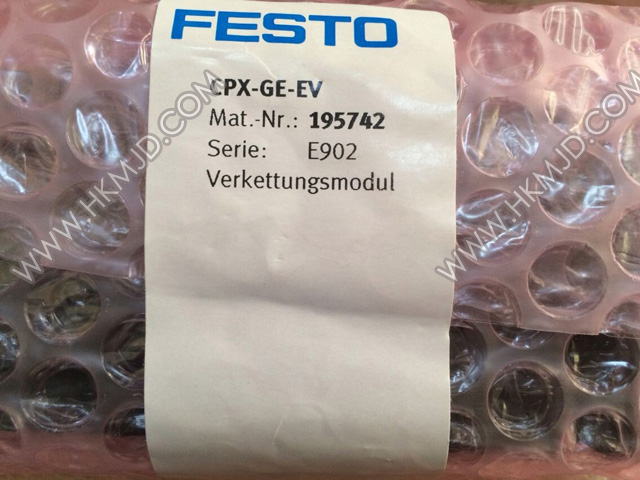 FESTO
CPX-GE-EV
Mat.-Nr.: 195742
Serie: E902
Verkettungsmodul
WWW.HKMJD.COM
WWW.HKMJD.COM